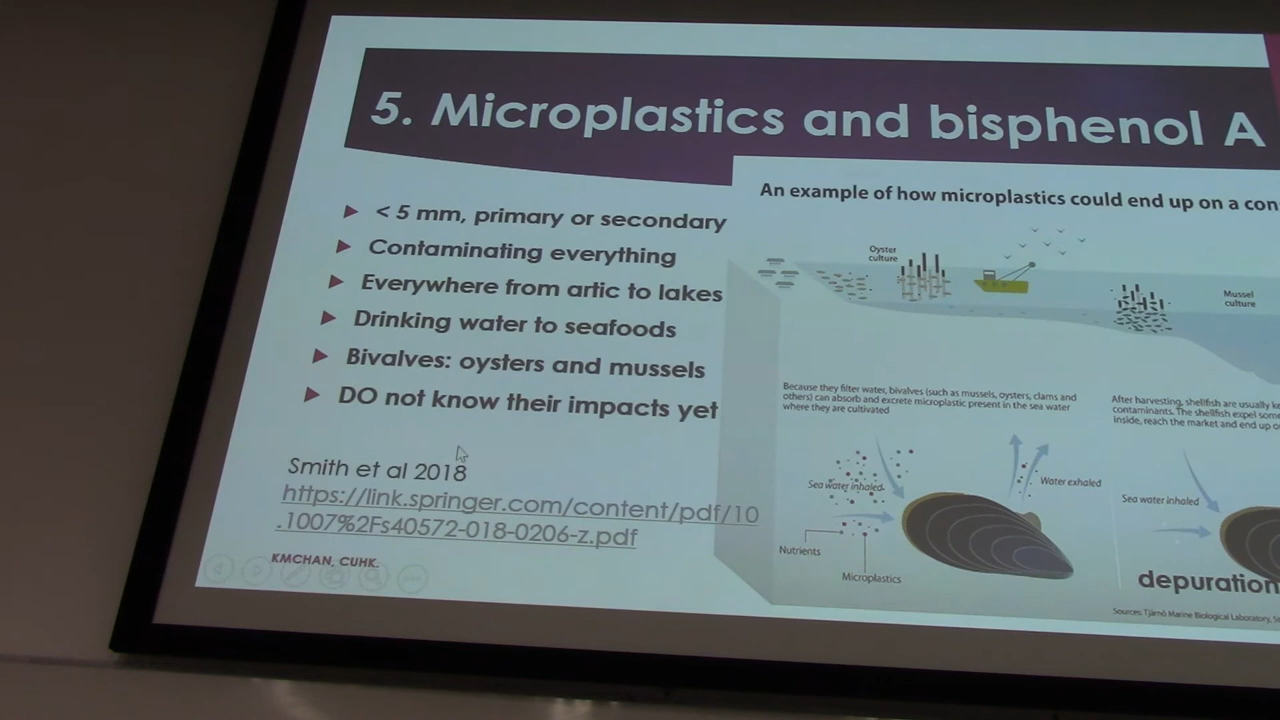 5. Microplastics and bisphenol A
< 5 mm, primary or secondary
Contaminating everything
Everywhere from artic to lakes
Drinking water to seafoods
Bivalves: oysters and mussels
DO not know their impacts yet
Smith et al 2018
https://link.springer.com/content/pdf/10
.1007%2Fs40572-018-0206-z.pdf
KMCHAN, CUHK.
An example of how microplastics could end up on a
Oyster
culture
Mussel
culture
Because they filter water, bivalves (such as mussels, oysters, clams and
others) can absorb and excrete microplastic present in the sea water
where they are cultivated
After harvesting, shellfish are usually
contaminants. The shellfish expel some
inside, reach the market and end up
Sea water inhaled
Water exhaled
Nutrients
Microplastics
Sea water inhaled
depuration
Sources: Tjärnö Marine Biological Laboratory,